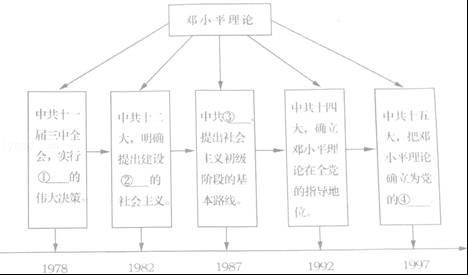 邓小平理论
中共十一
届三中全
会,实行
①___的
伟大决策。
中共十二
大,明确
提出建设
②___的
社会主义。
中共③___,
提出社会
主义初级
阶段的基
本路线。
中共十四
大,确立
邓小平理
论在全党
的指导地
位。
中共十五
大,把邓
小平理论
确立为党
的④___。
1978
1982
1987
1992
1997